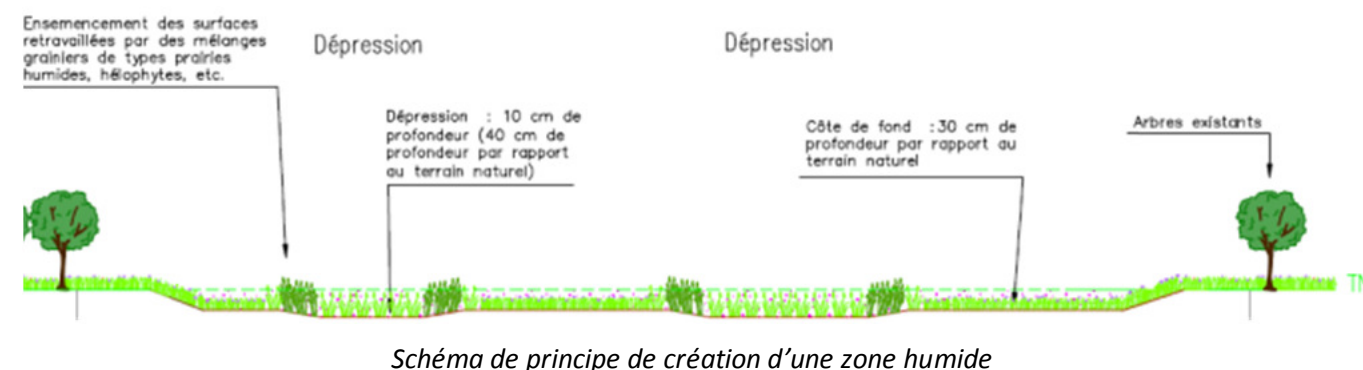 Ensemencement des surfaces
retravaillées par des mélanges
grainiers de types prairies
humides, hélophytes, etc.
Dépression
Dépression
Dépression : 10 cm de
profondeur (40 cm de
profondeur par rapport
au terrain naturel)
Côte de fond :30 cm de
profondeur par rapport au
terrain naturel
Arbres existants
TN
Schéma de principe de création d'une zone humide